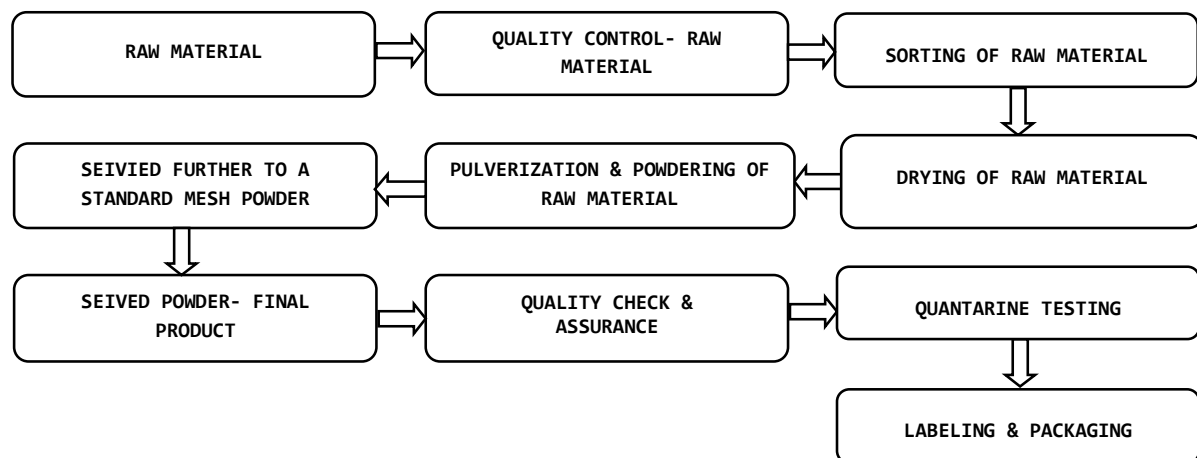 RAW MATERIAL
QUALITY CONTROL- RAW
MATERIAL
SORTING OF RAW MATERIAL
DRYING OF RAW MATERIAL
PULVERIZATION & POWDERING OF
RAW MATERIAL
SEIVIED FURTHER TO A
STANDARD MESH POWDER
SEIVED POWDER- FINAL
PRODUCT
QUALITY CHECK &
ASSURANCE
QUANTARINE TESTING
LABELING & PACKAGING